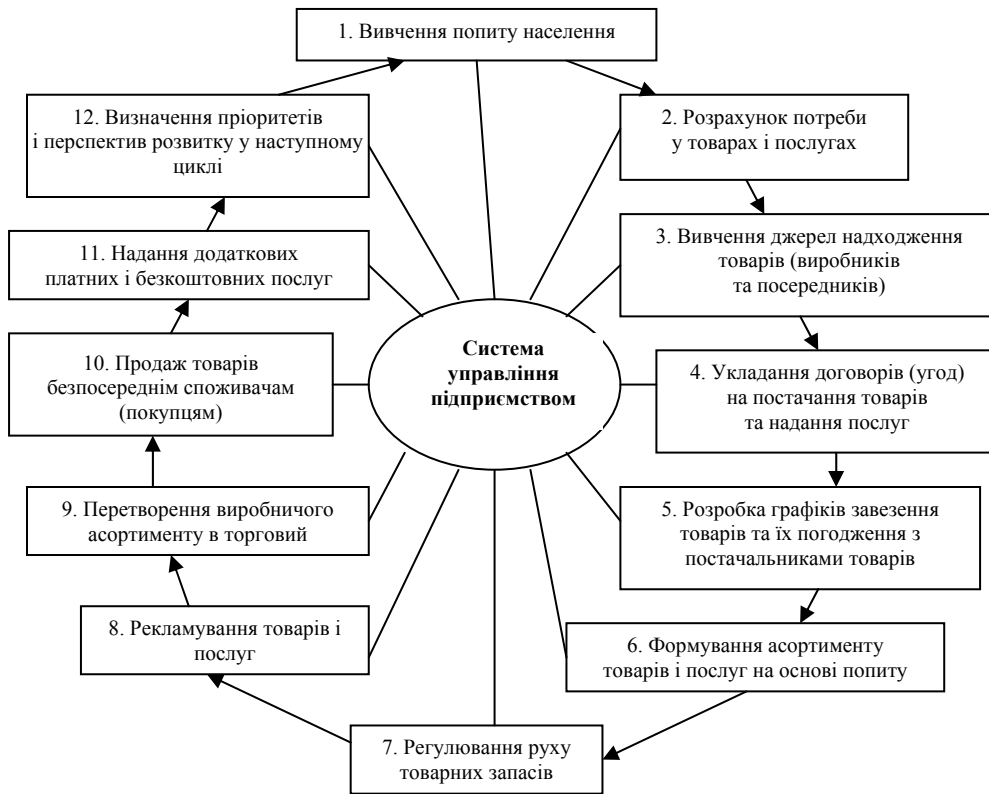 1. Вивчення попиту населення
2. Розрахунок потреби
у товарах і послугах
3. Вивчення джерел надходження
товарів (виробників
та посередників)
4. Укладання договорів (угод)
на постачання товарів
та надання послуг
5. Розробка графіків завезення
товарів та їх погодження з
постачальниками товарів
6. Формування асортименту
товарів і послуг на основі попиту
7. Регулювання руху
товарних запасів
8. Рекламування товарів і
послуг
9. Перетворення виробничого
асортименту в торговий
10. Продаж товарів
безпосереднім споживачам
(покупцям)
11. Надання додаткових
платних і безкоштовних послуг
12. Визначення пріоритетів
і перспектив розвитку у наступному
циклі
Система
управління
підприємством